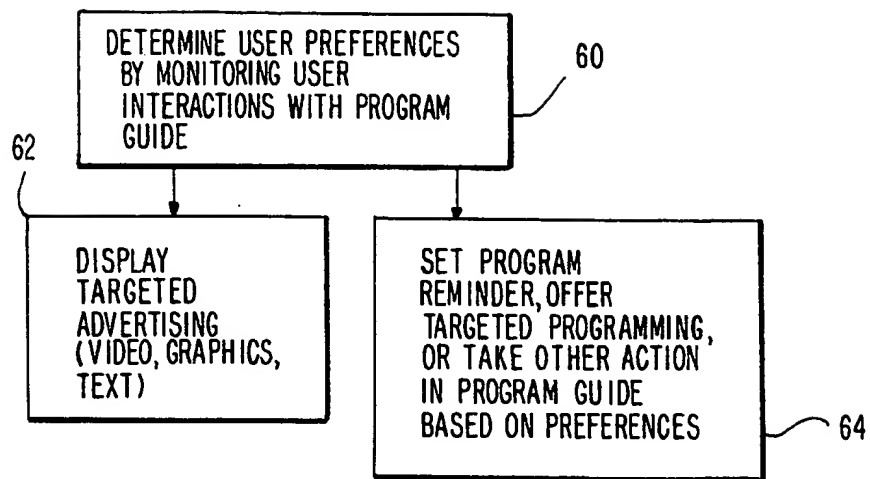 DETERMINE USER PREFERENCES
BY MONITORING USER
INTERACTIONS WITH PROGRAM
GUIDE
60
62
DISPLAY
TARGETED
ADVERTISING
(VIDEO, GRAPHICS,
TEXT)
SET PROGRAM
REMINDER, OFFER
TARGETED PROGRAMMING,
OR TAKE OTHER ACTION
IN PROGRAM GUIDE
BASED ON PREFERENCES
64